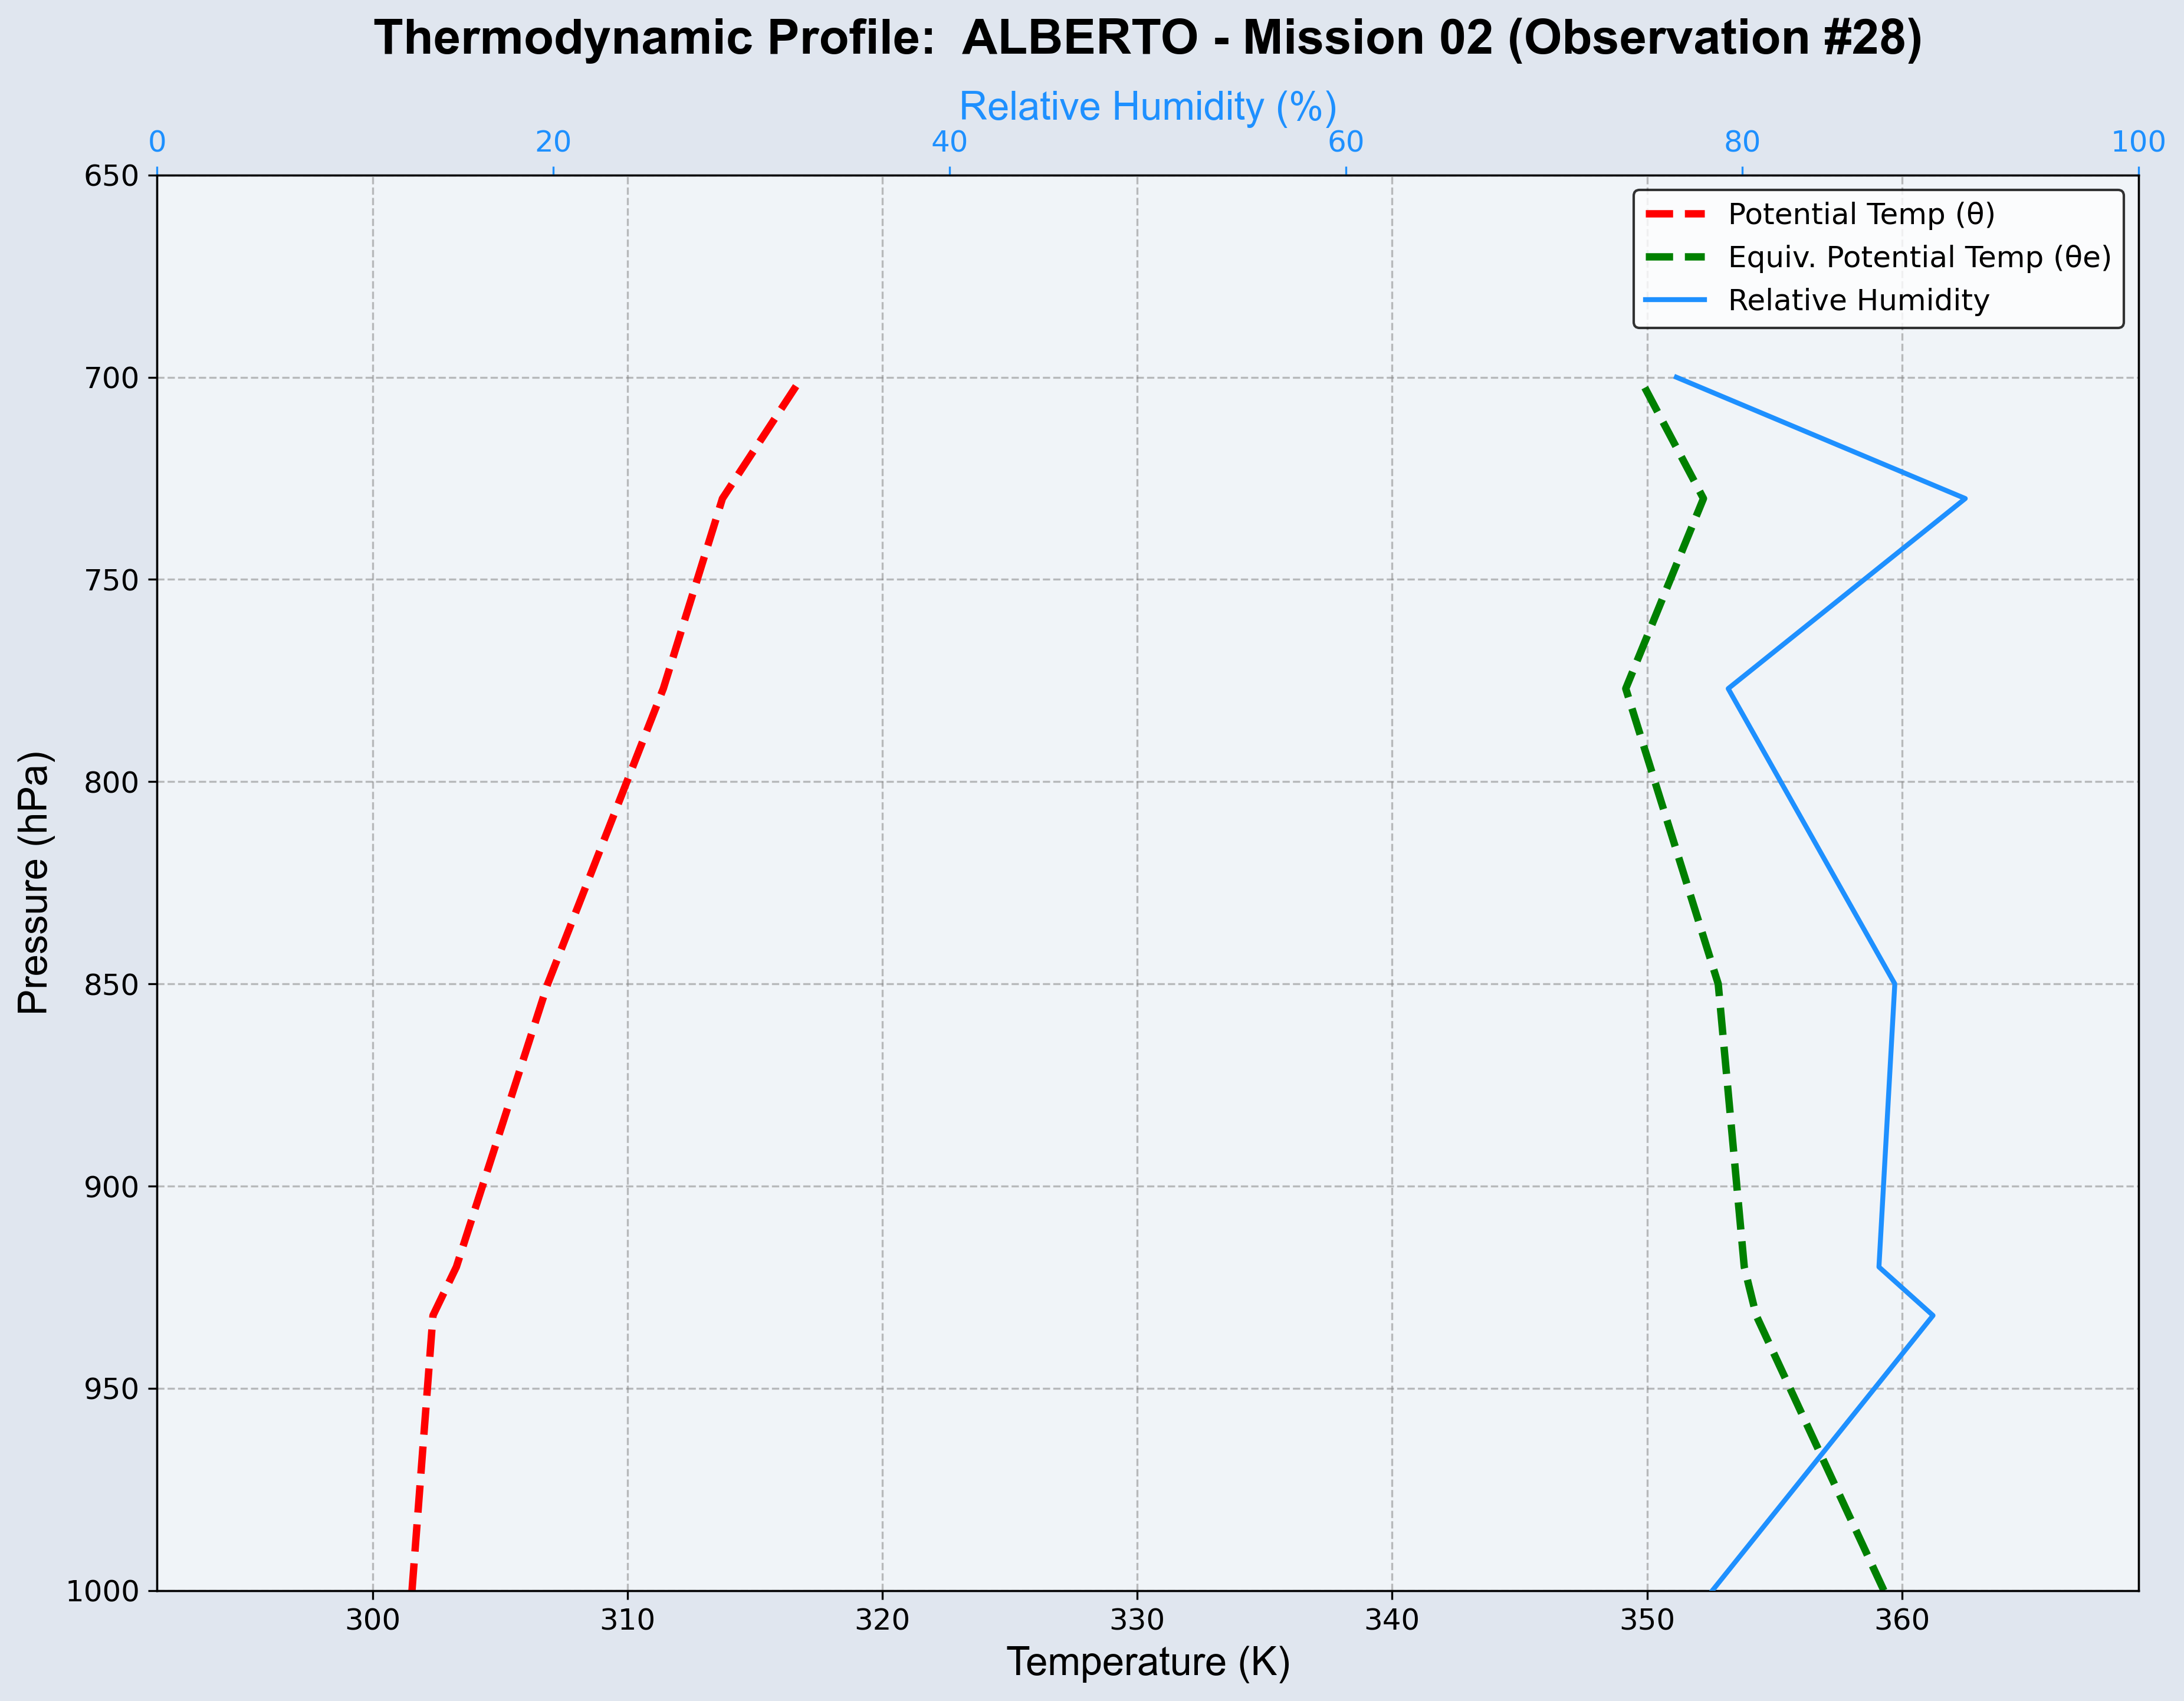 Thermodynamic Profile:  ALBERTO - Mission 02 (Observation #28)
Relative Humidity (%)
0 20 40 60 80 100
Potential Temp (θ)
Equiv. Potential Temp (θe)
Relative Humidity
650
700
750
800
850
900
950
1000
Pressure (hPa)
300 310 320 330 340 350 360
Temperature (K)